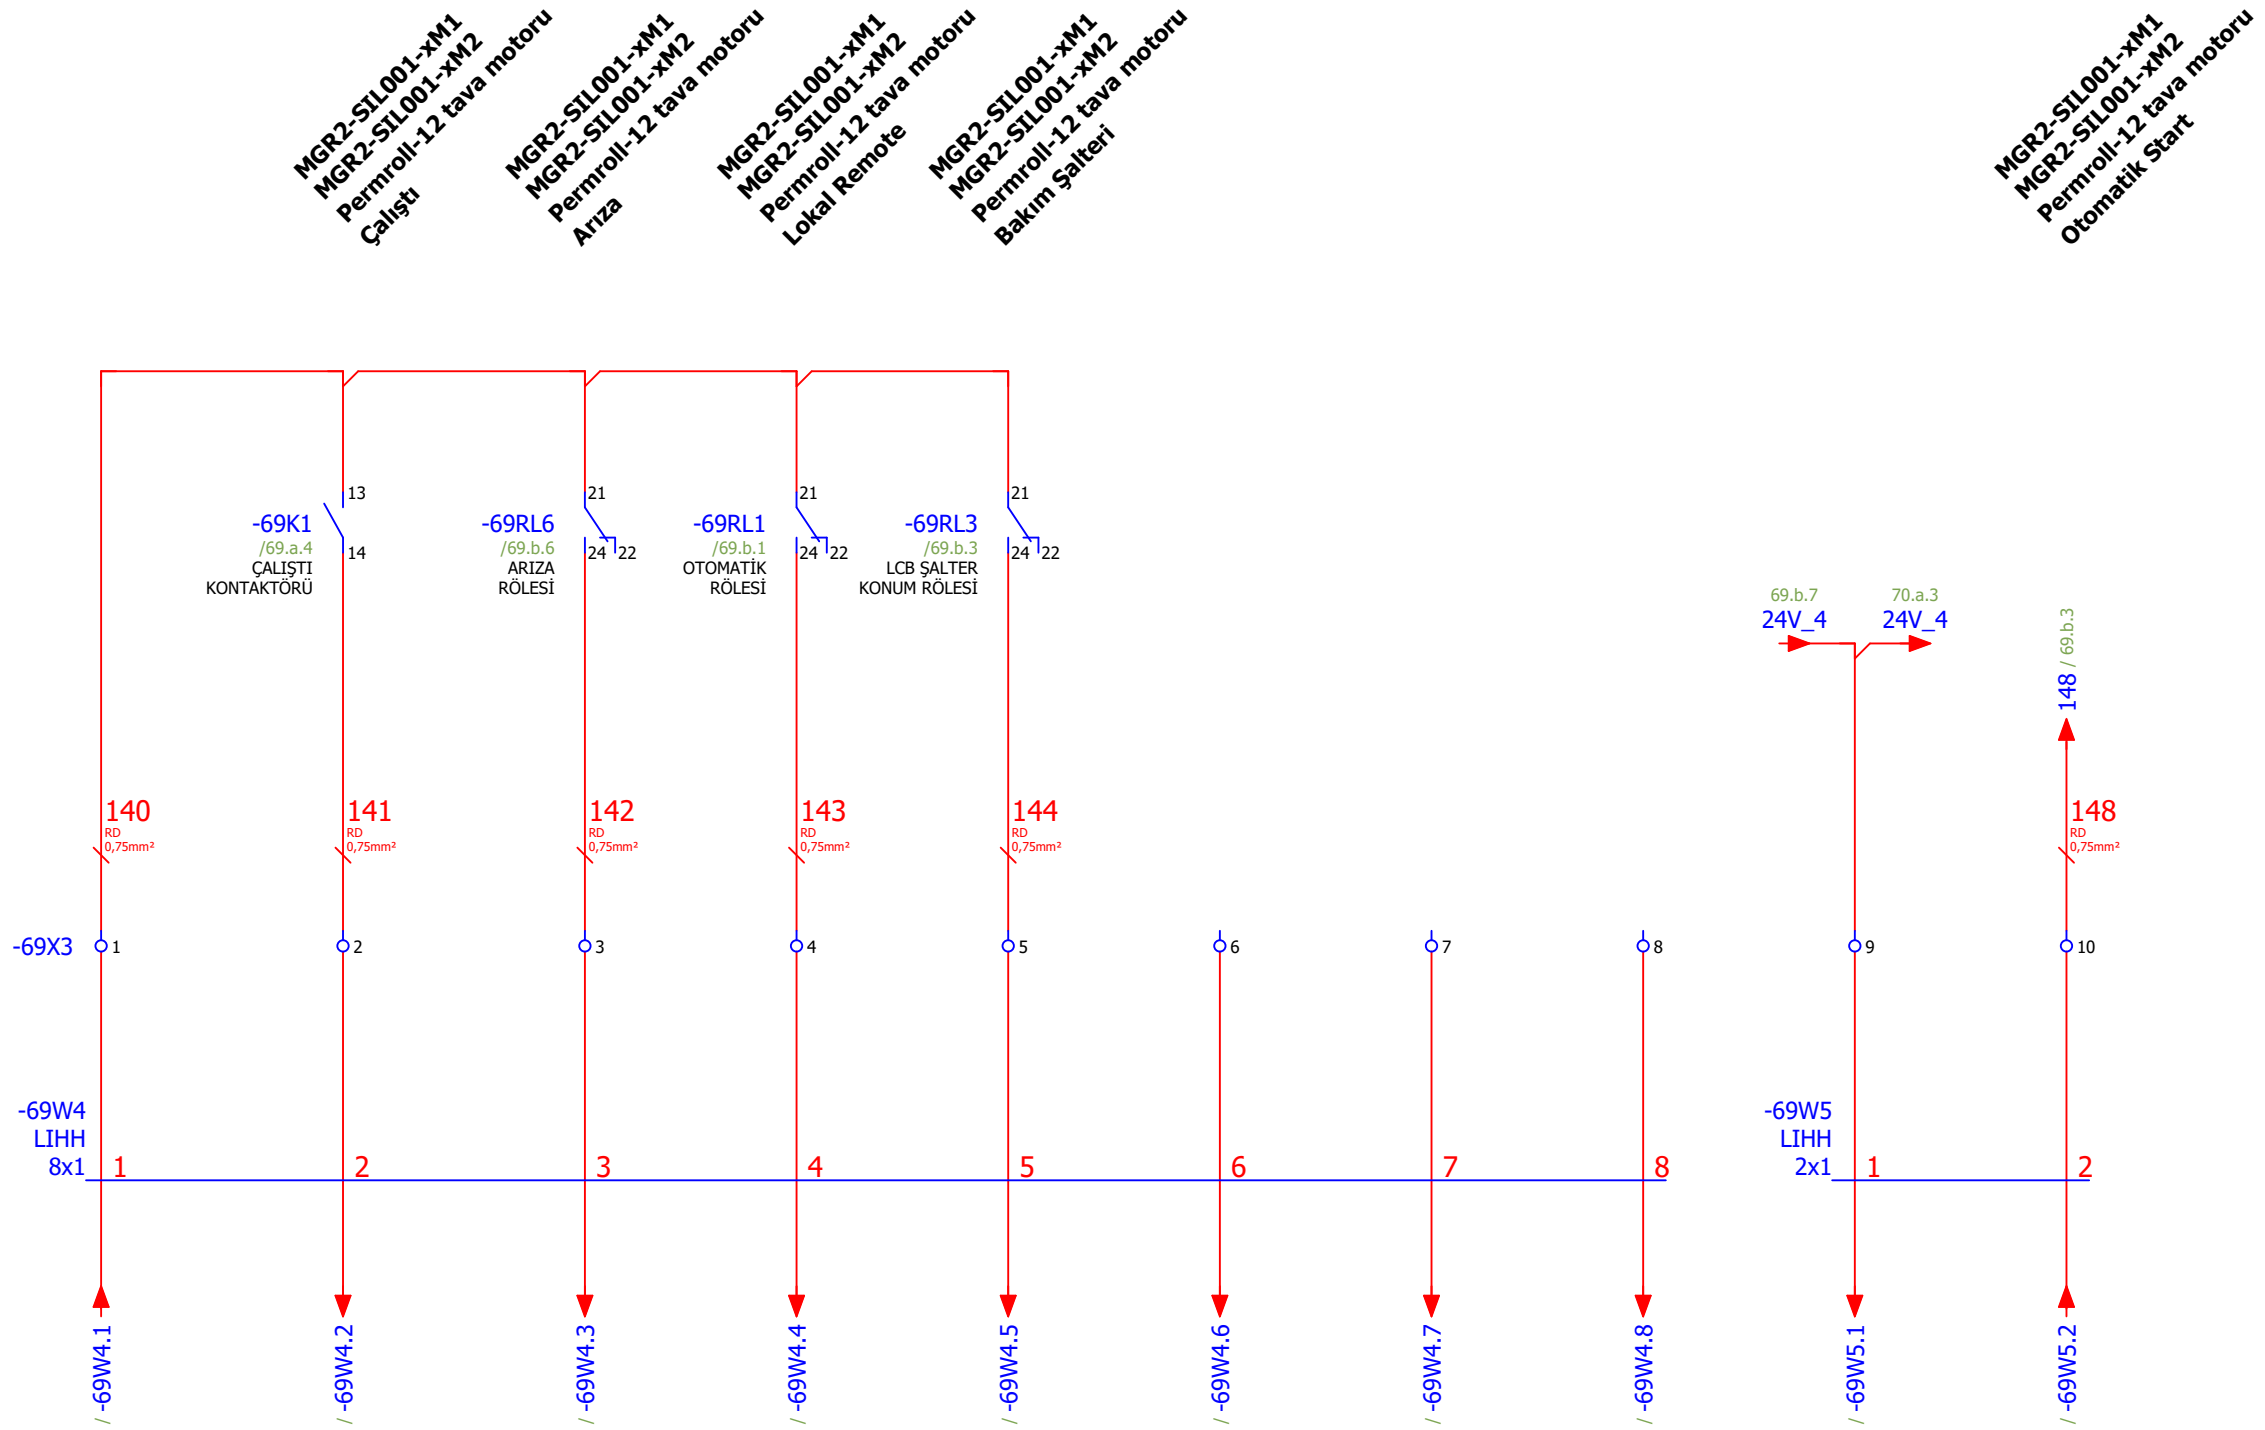 MGR2-SIL001-xM1
MGR2-SIL001-xM2
Permroll-12 tava motoru
Çalıştı
MGR2-SIL001-xM1
MGR2-SIL001-xM2
Permroll-12 tava motoru
Arıza
MGR2-SIL001-xM1
MGR2-SIL001-xM2
Permroll-12 tava motoru
Lokal Remote
MGR2-SIL001-xM1
MGR2-SIL001-xM2
Permroll-12 tava motoru
Bakım Şalteri
MGR2-SIL001-xM1
MGR2-SIL001-xM2
Permroll-12 tava motoru
Otomatik Start
13
-69K1
/69.a.4
14
ÇALIŞTI
KONTAKTÖRÜ
21
-69RL6
/69.b.6
24 22
ARIZA
RÖLESİ
21
-69RL1
/69.b.1
24 22
OTOMATİK
RÖLESİ
21
-69RL3
/69.b.3
24 22
LCB ŞALTER
KONUM RÖLESİ
69.b.7
24V_4
70.a.3
24V_4
148 / 69.b.3
140
RD
0,75mm²
141
RD
0,75mm²
142
RD
0,75mm²
143
RD
0,75mm²
144
RD
0,75mm²
148
RD
0,75mm²
-69X3 1 2 3 4 5 6 7 8 9 10
-69W4
LIHH
8x1 1 2 3 4 5 6 7 8
-69W5
LIHH
2x1 1 2
/ -69W4.1
/ -69W4.2
/ -69W4.3
/ -69W4.4
/ -69W4.5
/ -69W4.6
/ -69W4.7
/ -69W4.8
/ -69W5.1
/ -69W5.2